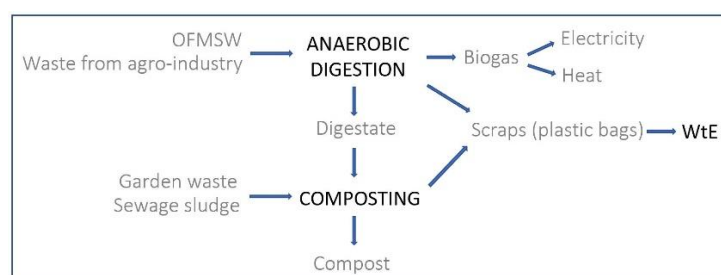 OFMSW
Waste from agro-industry
ANAEROBIC
DIGESTION
Biogas
Electricity
Heat
Digestate
Scraps (plastic bags)
WtE
Garden waste
Sewage sludge
COMPOSTING
Compost